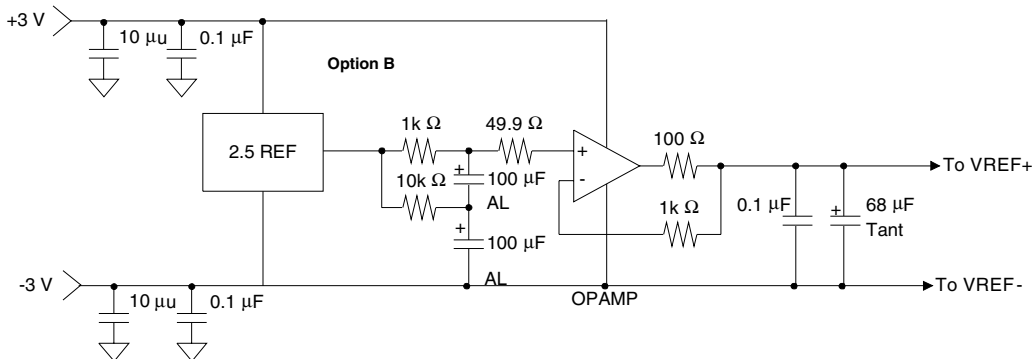 +3 V
10 μu
0.1 μF
Option B
2.5 REF
1k Ω
49.9 Ω
100 Ω
+
10k Ω
+
-
To VREF+
100 μF
AL
1k Ω
0.1 μF
+
68 μF
Tant
+
100 μF
AL
-3 V
OPAMP
To VREF-
10 μu
0.1 μF